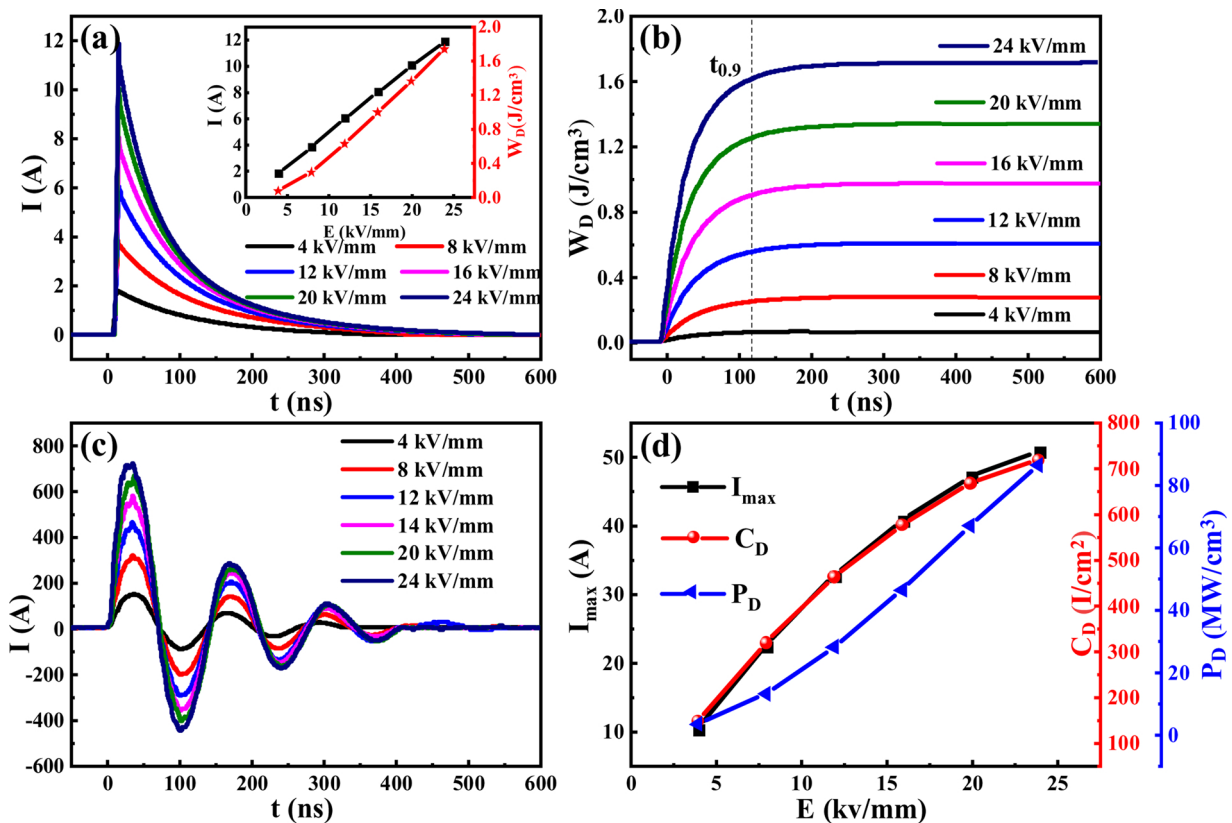 (a)
I (A)
12
10
8
6
4
2
0
0 100 200 300 400 500 600
t (ns)
I (A)
12
10
8
6
4
2
0
0 5 10 15 20 25
E (kV/mm)
2.0
1.6
1.2
0.8
0.4
0.0
W_D(J/cm³)
4 kV/mm 8 kV/mm
12 kV/mm 16 kV/mm
20 kV/mm 24 kV/mm
(b)
W_D (J/cm³)
1.6
1.2
0.8
0.4
0.0
0 100 200 300 400 500 600
t (ns)
t_0.9
24 kV/mm
20 kV/mm
16 kV/mm
12 kV/mm
8 kV/mm
4 kV/mm
(c)
I (A)
800
600
400
200
0
-200
-400
-600
0 100 200 300 400 500 600
t (ns)
4 kV/mm
8 kV/mm
12 kV/mm
14 kV/mm
20 kV/mm
24 kV/mm
(d)
I_max (A)
50
40
30
20
10
0 5 10 15 20 25
E (kv/mm)
I_max
C_D
P_D
800
700
600
500
400
300
200
100
C_D (I/cm²)
100
80
60
40
20
0
P_D (MW/cm3)